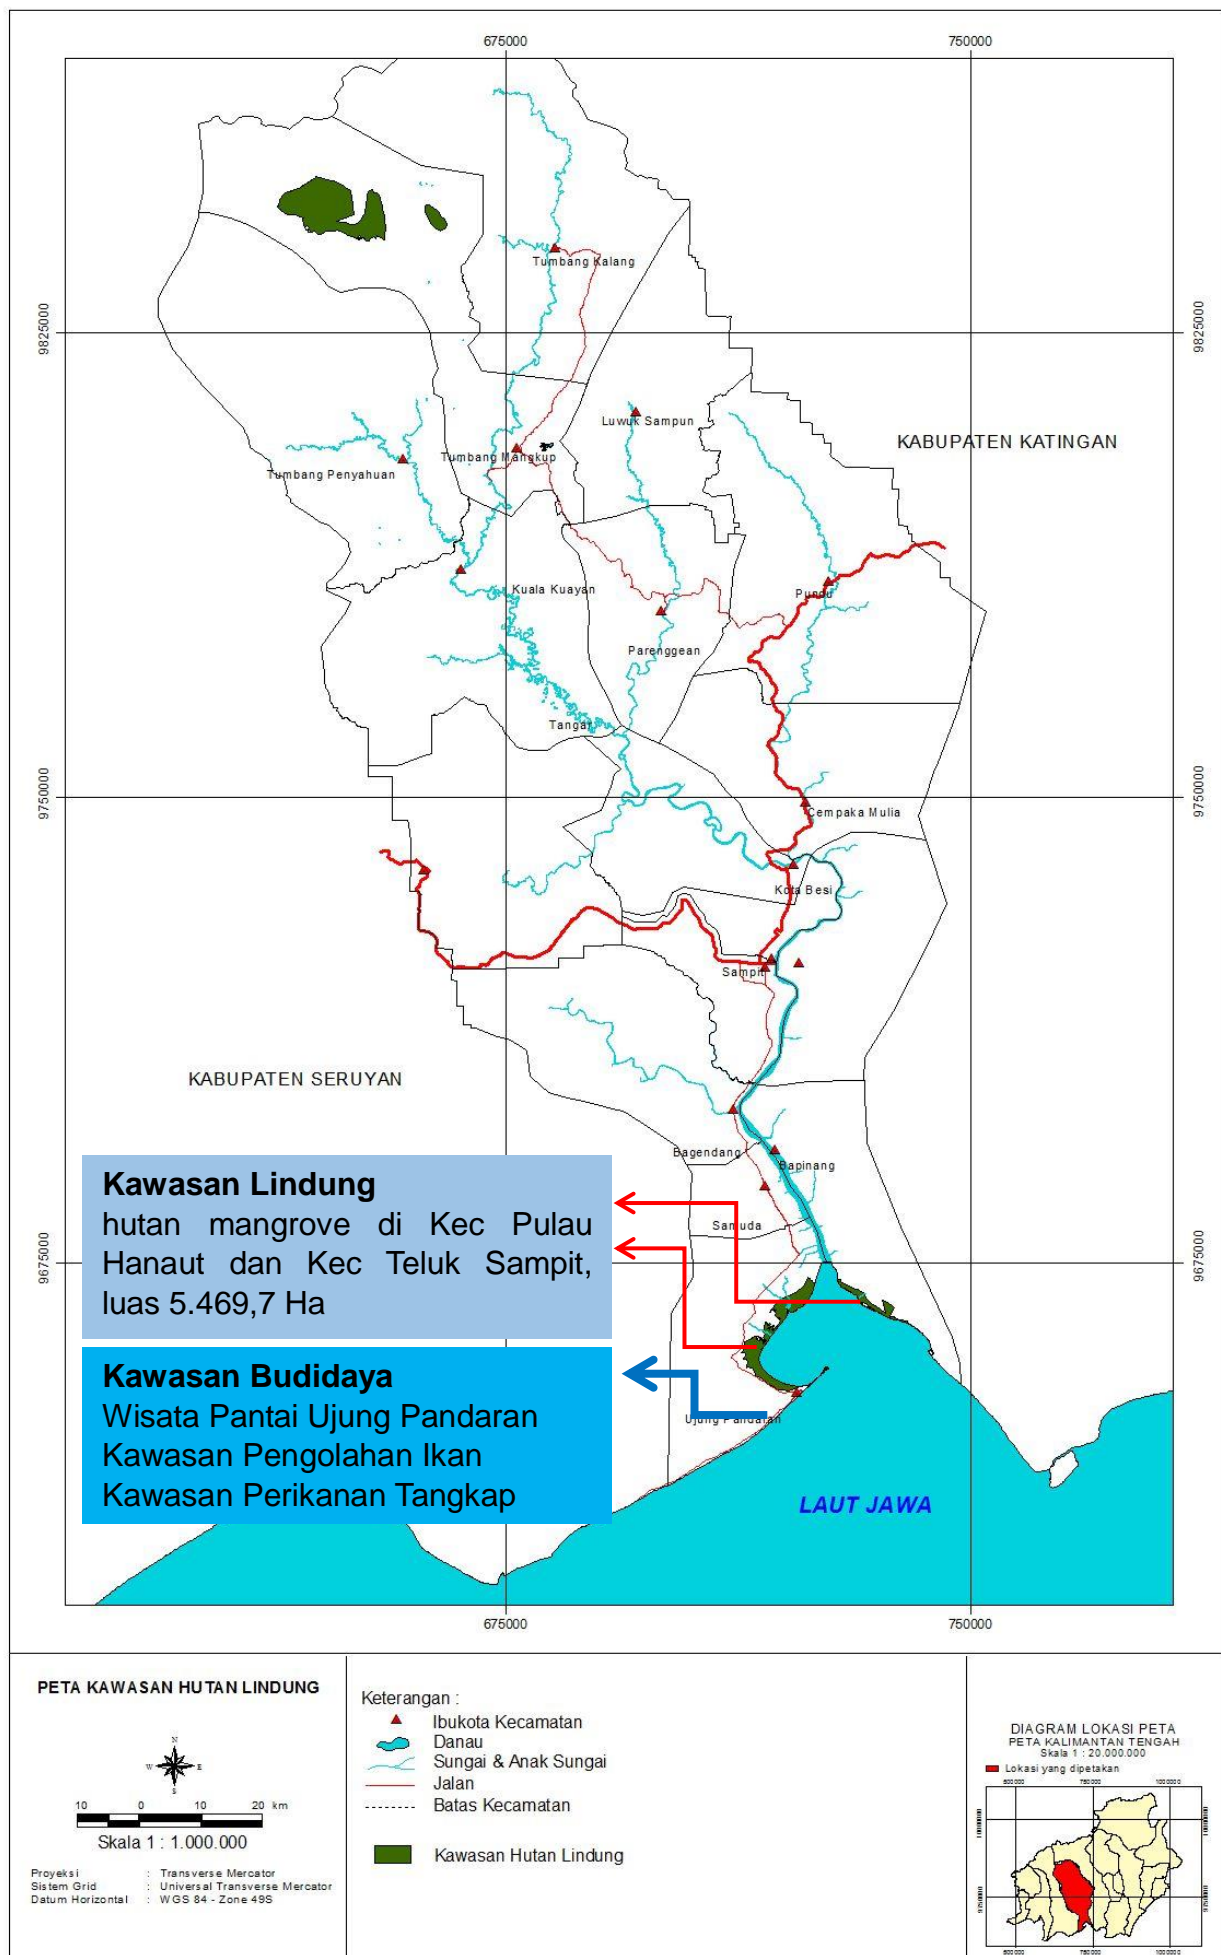 675000
750000
Tumbang Kalang
9825000
9825000
Luwuk Sampun
KABUPATEN KATINGAN
Tumbang Mangkup
Tumbang Penyahuan
Kuala Kuayan
Pundu
Parenggean
Tangar
9750000
9750000
Cempaka Mulia
Kota Besi
Sampit
KABUPATEN SERUYAN
Bagendang
Bapinang
Samuda
Kawasan Lindung
hutan mangrove di Kec Pulau
Hanaut dan Kec Teluk Sampit,
luas 5.469,7 Ha
9675000
9675000
Kawasan Budidaya
Wisata Pantai Ujung Pandaran
Kawasan Pengolahan Ikan
Kawasan Perikanan Tangkap
Ujung Pandaran
LAUT JAWA
675000
750000
PETA KAWASAN HUTAN LINDUNG
N
W E
S
10 0 10 20 km
Skala 1 : 1.000.000
Proyeksi : Transverse Mercator
Sistem Grid : Universal Transverse Mercator
Datum Horizontal : WGS 84 - Zone 49S
Keterangan :
Ibukota Kecamatan
Danau
Sungai & Anak Sungai
Jalan
Batas Kecamatan
Kawasan Hutan Lindung
DIAGRAM LOKASI PETA
PETA KALIMANTAN TENGAH
Skala 1 : 20.000.000
Lokasi yang dipetakan